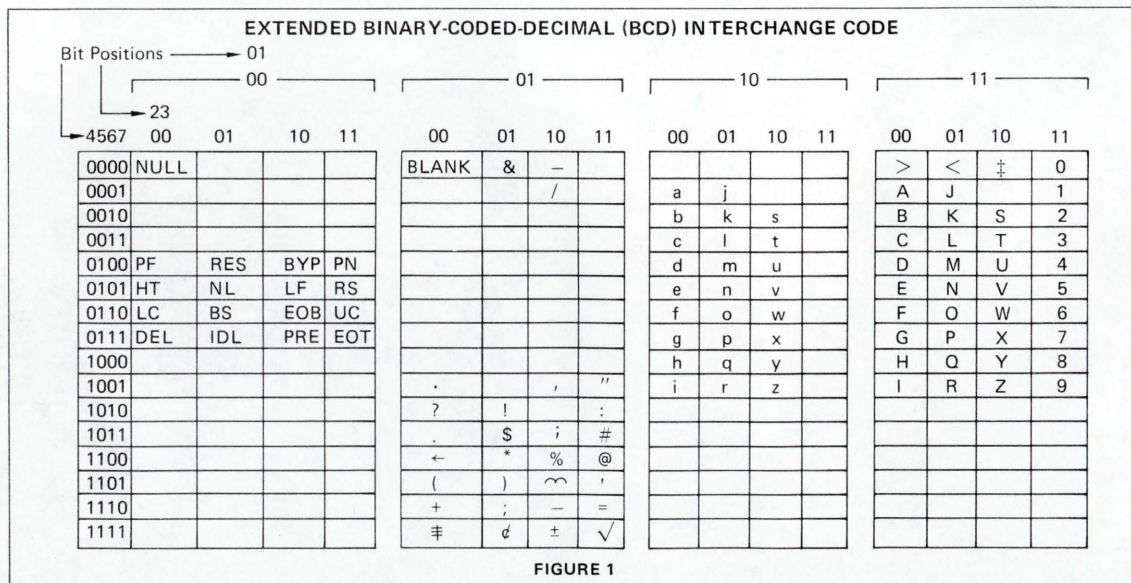 EXTENDED BINARY-CODED-DECIMAL (BCD) INTERCHANGE CODE
Bit Positions 01
00 01 10 11
23
4567 00 01 10 11 00 01 10 11 00 01 10 11 00 01 10 11
0000 NULL BLANK & – > < ‡ 0
0001 / a j A J 1
0010 b k s B K S 2
0011 c l t C L T 3
0100 PF RES BYP PN d m u D M U 4
0101 HT NL LF RS e n v E N V 5
0110 LC BS EOB UC f o w F O W 6
0111 DEL IDL PRE EOT g p x G P X 7
1000 h q y H Q Y 8
1001 . , " i r z I R Z 9
1010 ? ! :
1011 . $ ; #
1100 ← * % @
1101 ( ) '
1110 + ; – =
1111 ¢ ± √
FIGURE 1